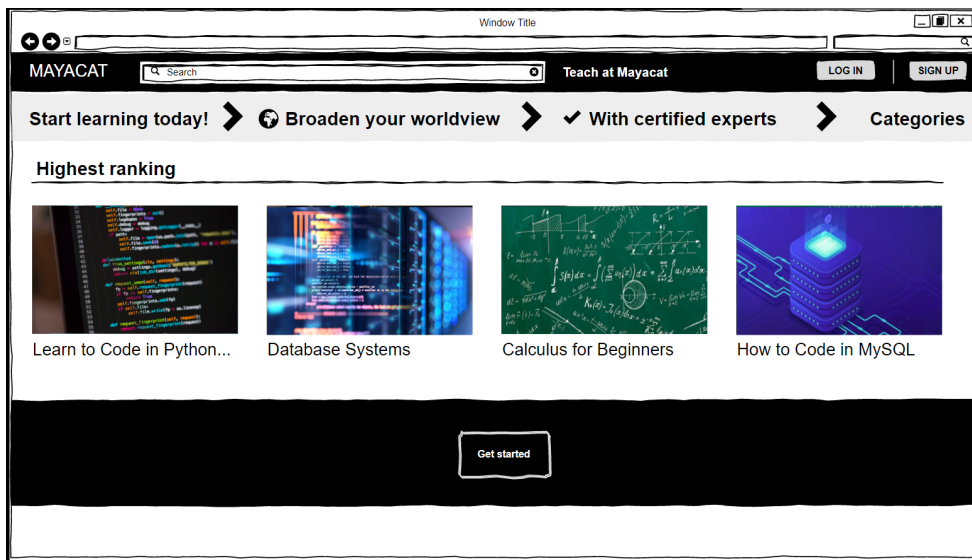 Window Title
MAYACAT
Search
Teach at Mayacat
LOG IN
SIGN UP
Start learning today!
Broaden your worldview
With certified experts
Categories
Highest ranking
Learn to Code in Python...
Database Systems
Calculus for Beginners
How to Code in MySQL
Get started